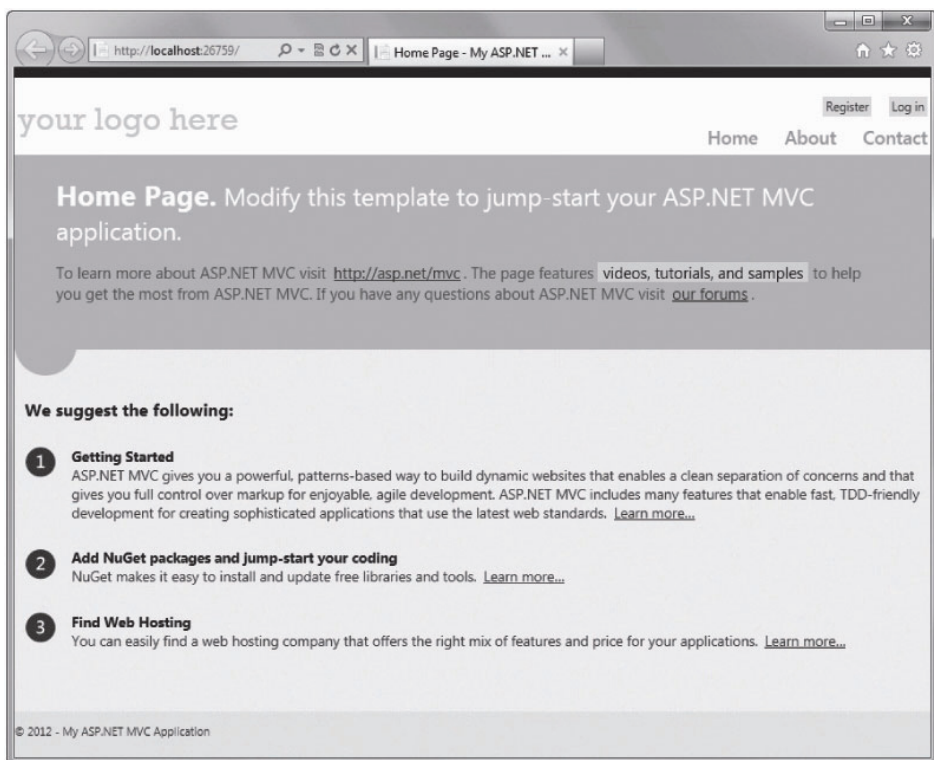 http://localhost:26759/
Home Page - My ASP.NET ...
your logo here
Register Log in
Home About Contact
Home Page. Modify this template to jump-start your ASP.NET MVC
application.
To learn more about ASP.NET MVC visit http://asp.net/mvc. The page features videos, tutorials, and samples to help
you get the most from ASP.NET MVC. If you have any questions about ASP.NET MVC visit our forums.
We suggest the following:
1 Getting Started
ASP.NET MVC gives you a powerful, patterns-based way to build dynamic websites that enables a clean separation of concerns and that
gives you full control over markup for enjoyable, agile development. ASP.NET MVC includes many features that enable fast, TDD-friendly
development for creating sophisticated applications that use the latest web standards. Learn more...
2 Add NuGet packages and jump-start your coding
NuGet makes it easy to install and update free libraries and tools. Learn more...
3 Find Web Hosting
You can easily find a web hosting company that offers the right mix of features and price for your applications. Learn more...
© 2012 - My ASP.NET MVC Application